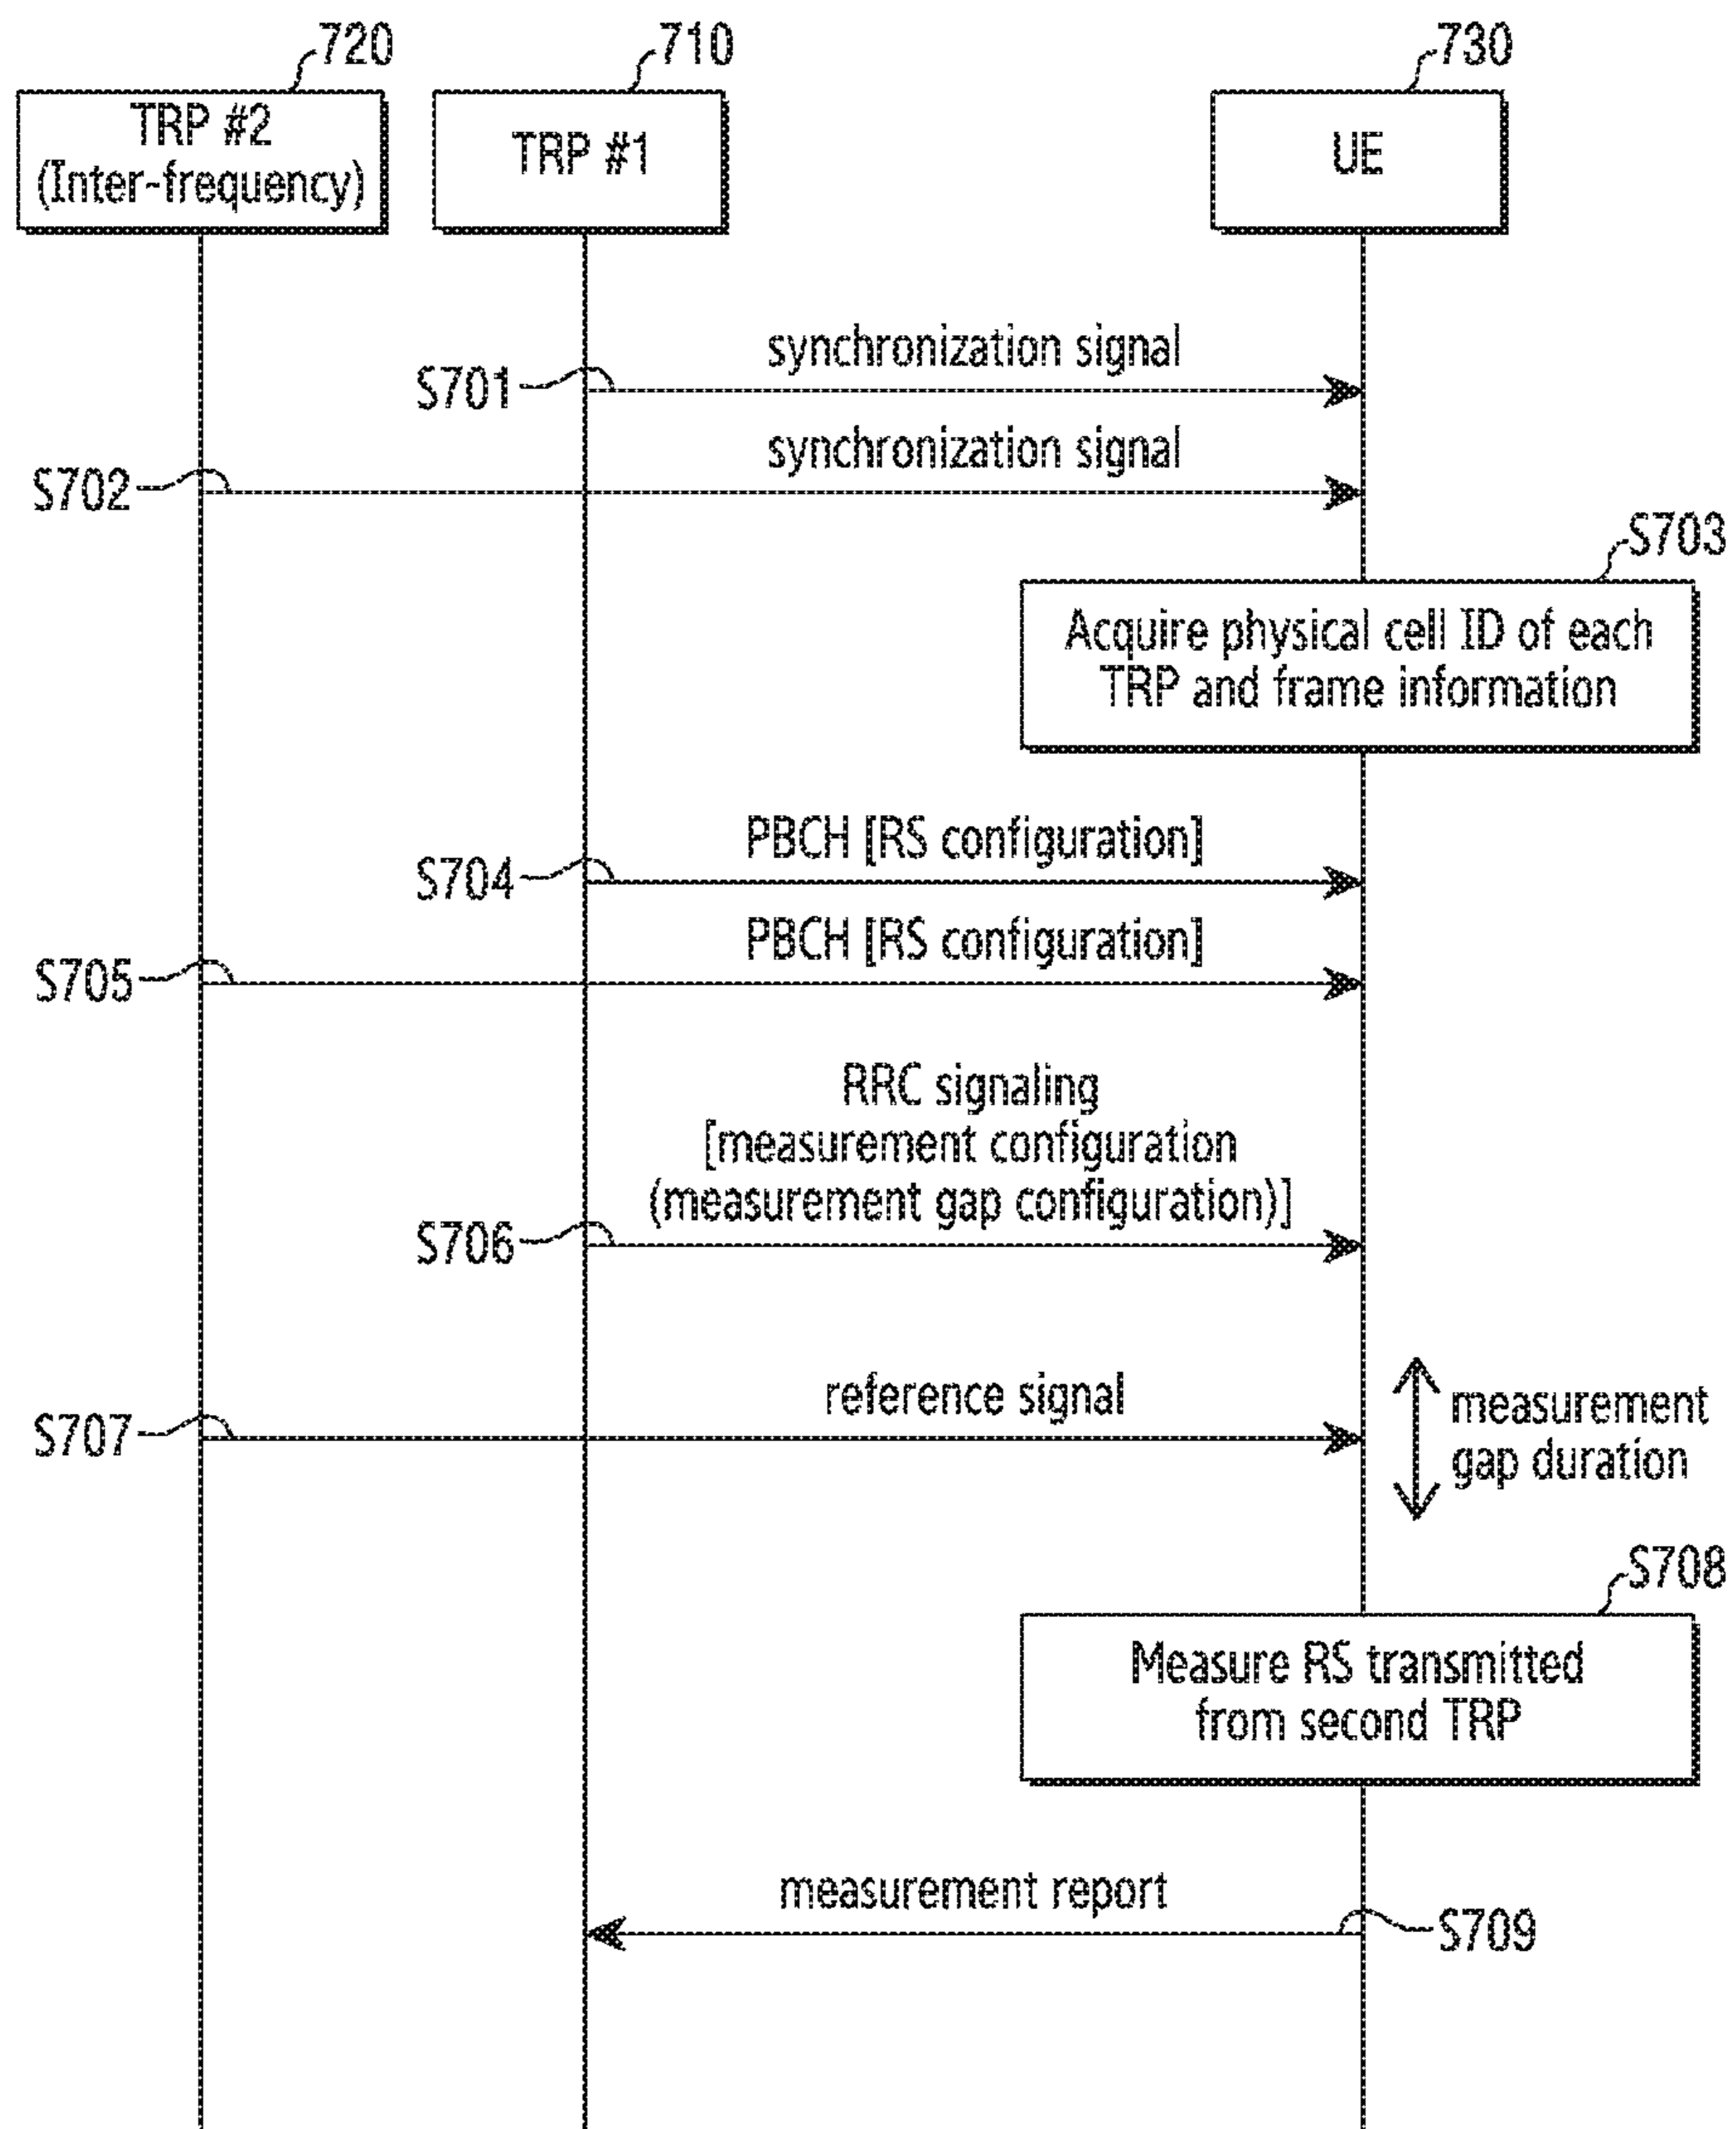 720
710
730
TRP #2
(Inter-frequency)
TRP #1
UE
synchronization signal
S701
synchronization signal
S702
S703
Acquire physical cell ID of each
TRP and frame information
PBCH [RS configuration]
S704
PBCH [RS configuration]
S705
RRC signaling
[measurement configuration
(measurement gap configuration)]
S706
reference signal
S707
measurement
gap duration
S708
Measure RS transmitted
from second TRP
measurement report
S709